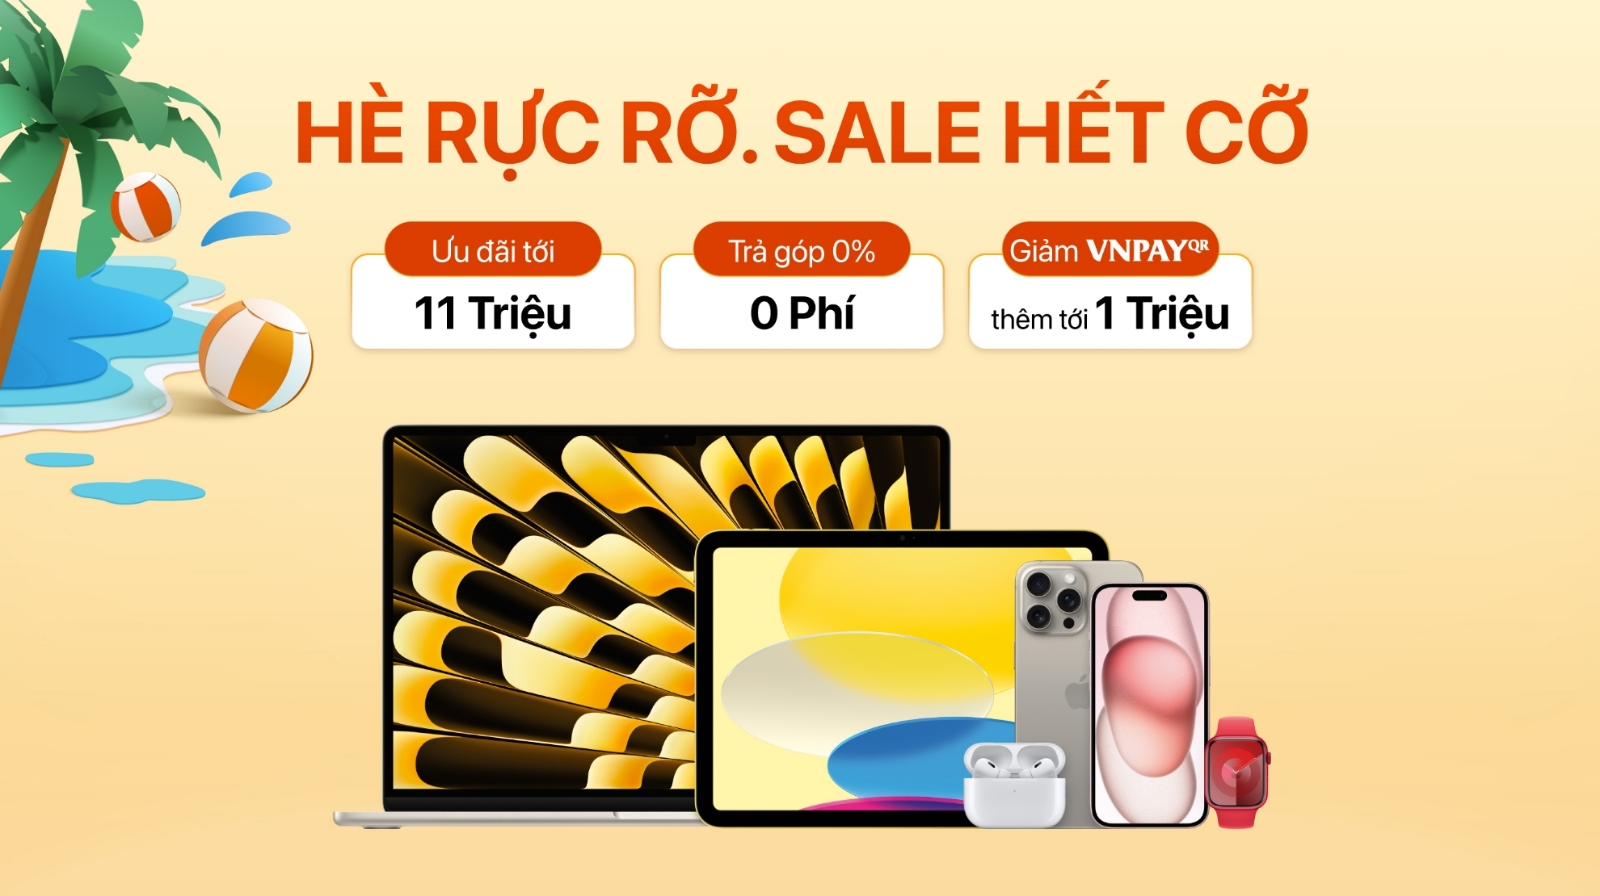 HÈ RỰC RỠ. SALE HẾT CỠ
Ưu đãi tới
11 Triệu
Trả góp 0%
0 Phí
Giảm VNPAYQR
thêm tới 1 Triệu